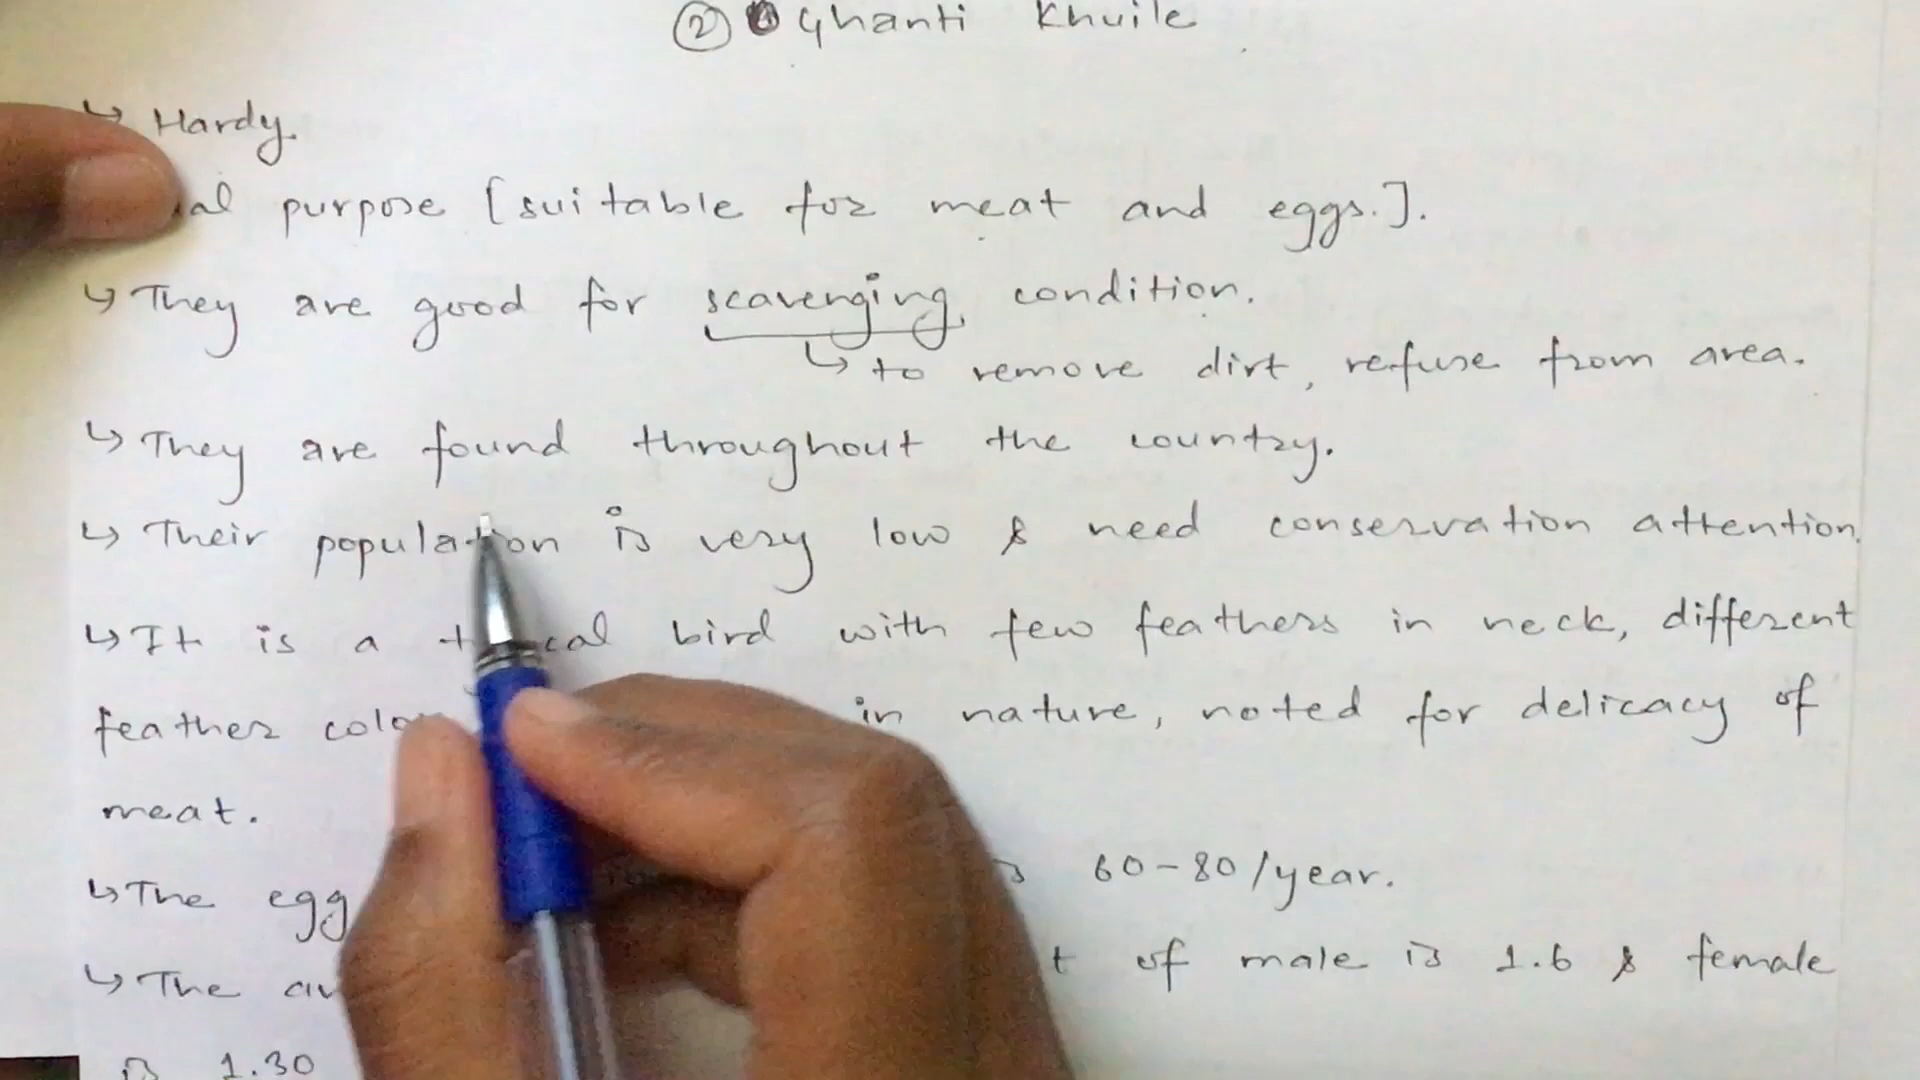 ② Ghanti Khuile
↳ Hardy.
purpose [suitable for meat and eggs.].
↳ They are good for scavenging condition.
↳ to remove dirt, refuse from area.
↳ They are found throughout the country.
↳ Their population is very low & need conservation attention.
↳ It is a bird with few feathers in neck, different
feather in nature, noted for delicacy of
meat.
↳ The egg 60-80/year.
↳ The of male is 1.6 & female
is 1.30